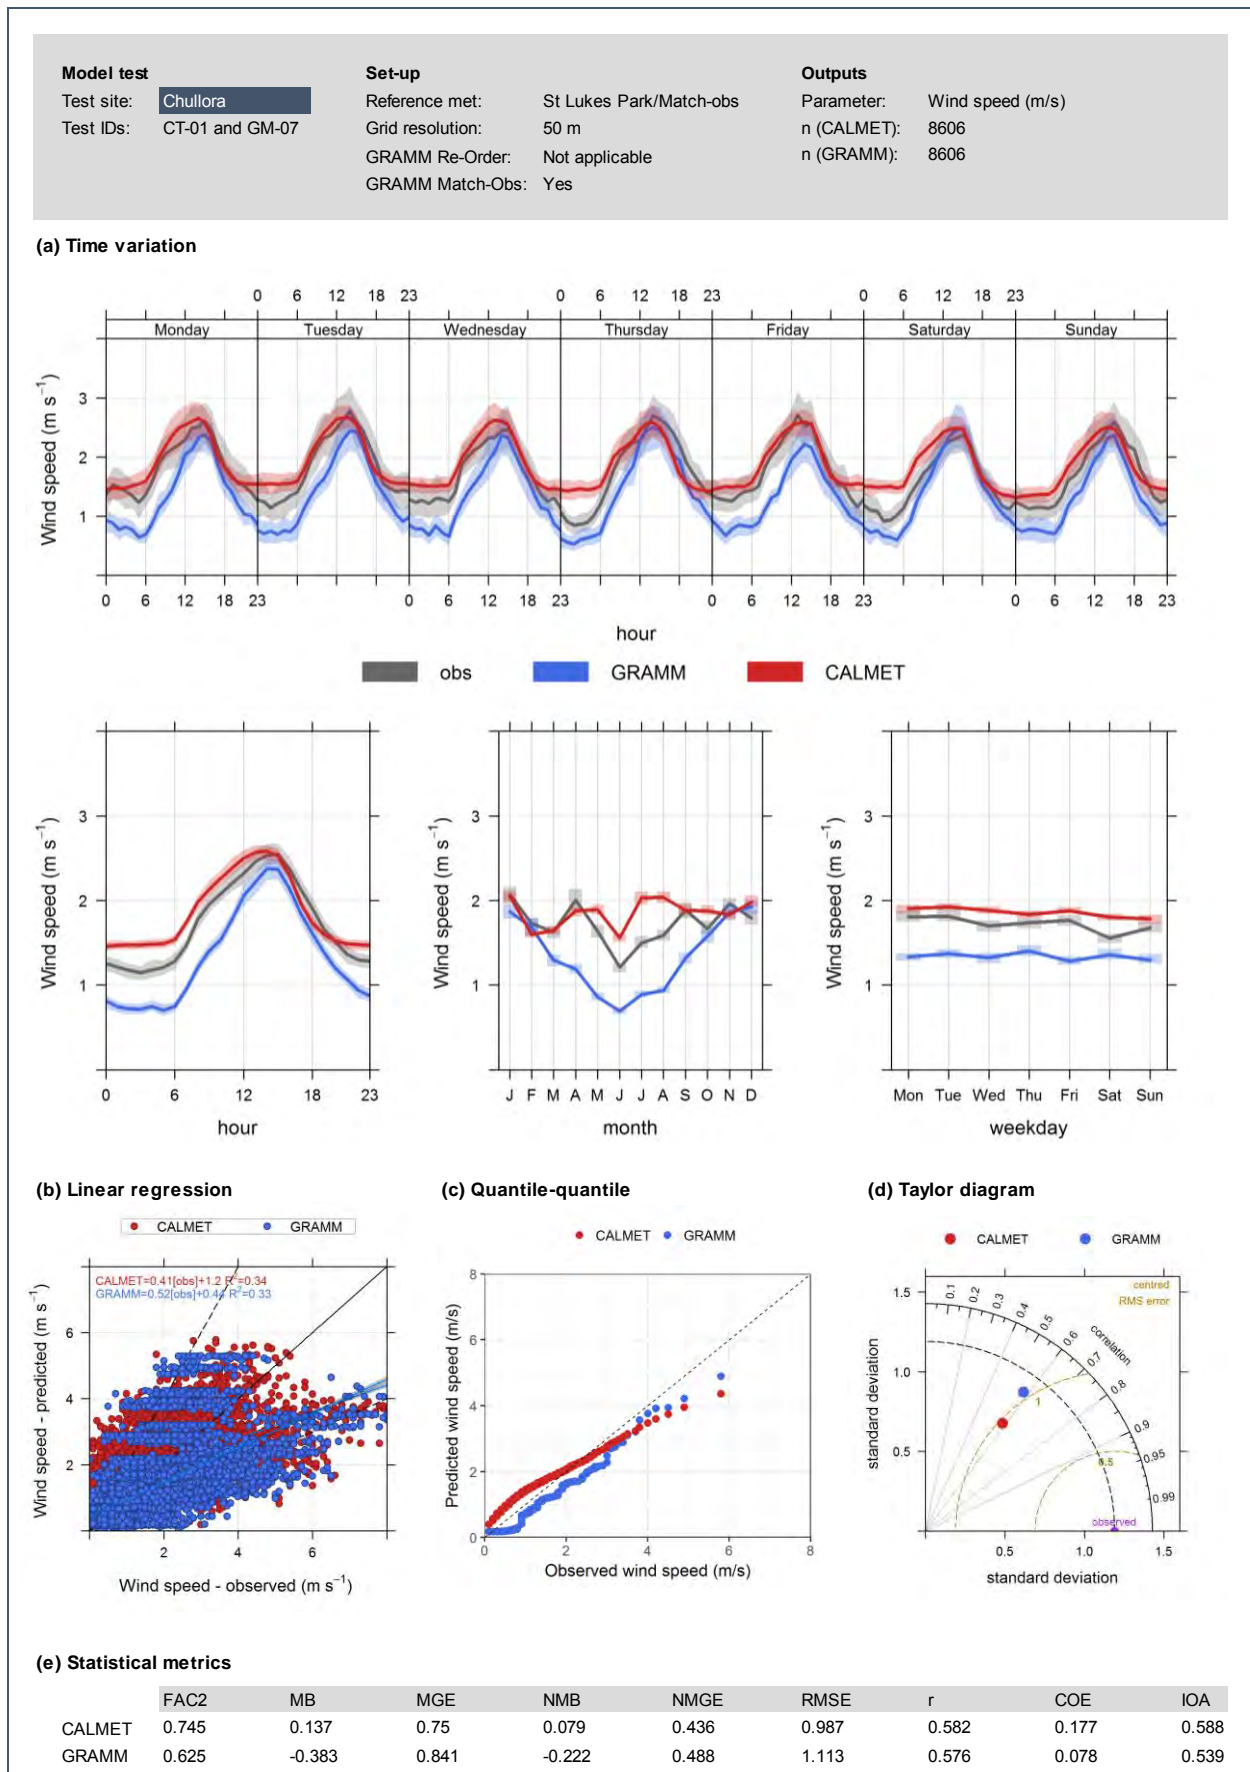 Model test
Set-up
Outputs
Test site: Chullora
Reference met: St Lukes Park/Match-obs
Parameter: Wind speed (m/s)
Test IDs: CT-01 and GM-07
Grid resolution: 50 m
n (CALMET): 8606
GRAMM Re-Order: Not applicable
n (GRAMM): 8606
GRAMM Match-Obs: Yes
(a) Time variation
0 6 12 18 23 0 6 12 18 23 0 6 12 18 23
Monday Tuesday Wednesday Thursday Friday Saturday Sunday
Wind speed (m s⁻¹)
3
2
1
0 6 12 18 23 0 6 12 18 23 0 6 12 18 23 0 6 12 18 23
hour
obs GRAMM CALMET
Wind speed (m s⁻¹)
3
2
1
0 6 12 18 23
hour
Wind speed (m s⁻¹)
3
2
1
J F M A M J J A S O N D
month
Wind speed (m s⁻¹)
3
2
1
Mon Tue Wed Thu Fri Sat Sun
weekday
(b) Linear regression
CALMET GRAMM
CALMET=0.41[obs]+1.2 R²=0.34
GRAMM=0.52[obs]+0.44 R²=0.33
Wind speed - predicted (m s⁻¹)
6
4
2
2 4 6
Wind speed - observed (m s⁻¹)
(c) Quantile-quantile
CALMET GRAMM
Predicted wind speed (m/s)
8
6
4
2
0
0 2 4 6 8
Observed wind speed (m/s)
(d) Taylor diagram
CALMET GRAMM
centred
RMS error
correlation
0.1 0.2 0.3 0.4 0.5 0.6 0.7 0.8 0.9 0.95 0.99
standard deviation
1.5
1.0
0.5
1
0.5
observed
0.5 1.0 1.5
standard deviation
(e) Statistical metrics
FAC2 MB MGE NMB NMGE RMSE r COE IOA
CALMET 0.745 0.137 0.75 0.079 0.436 0.987 0.582 0.177 0.588
GRAMM 0.625 -0.383 0.841 -0.222 0.488 1.113 0.576 0.078 0.539